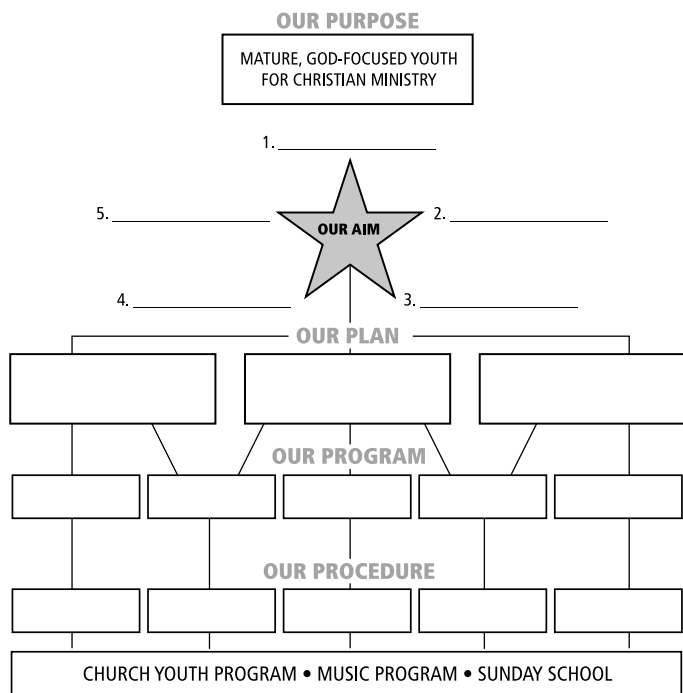 OUR PURPOSE
MATURE, GOD-FOCUSED YOUTH
FOR CHRISTIAN MINISTRY
1.
5.
OUR AIM
2.
4.
3.
OUR PLAN
OUR PROGRAM
OUR PROCEDURE
CHURCH YOUTH PROGRAM • MUSIC PROGRAM • SUNDAY SCHOOL